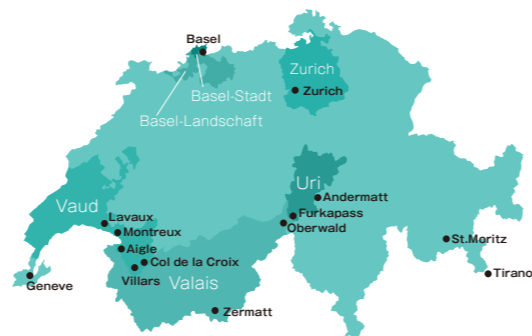 Basel
Zurich
Zurich
Basel-Stadt
Basel-Landschaft
Uri
Andermatt
Vaud
Lavaux
Furkapass
Oberwald
Montreux
St.Moritz
Aigle
Col de la Croix
Tirano
Villars
Valais
Geneve
Zermatt